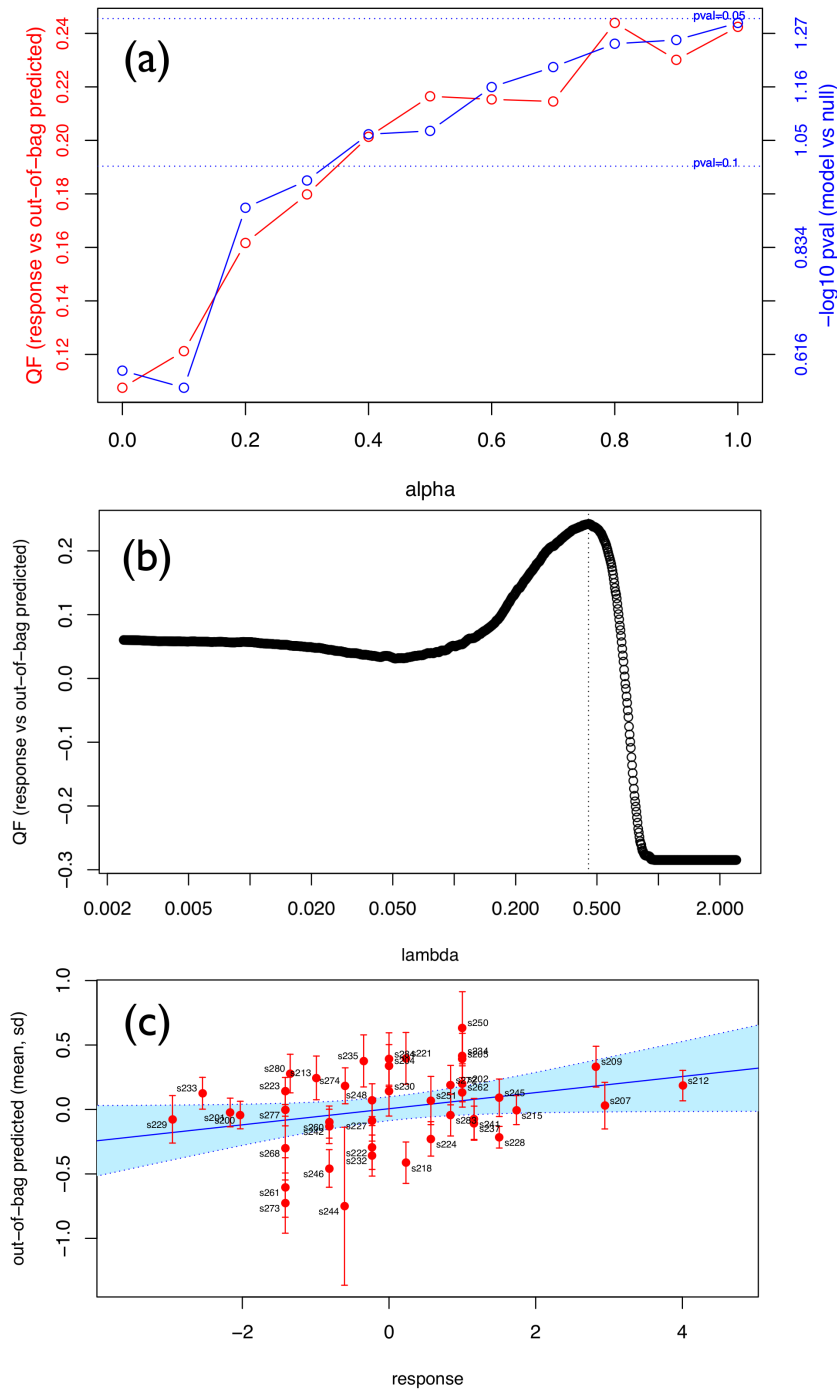 (a)
QF (response vs out−of−bag predicted)
0.12 0.14 0.16 0.18 0.20 0.22 0.24
pval=0.05
pval=0.1
0.616 0.834 1.05 1.16 1.27
−log10 pval (model vs null)
0.0 0.2 0.4 0.6 0.8 1.0
alpha
(b)
QF (response vs out−of−bag predicted)
−0.3 −0.2 −0.1 0.0 0.1 0.2
0.002 0.005 0.020 0.050 0.200 0.500 2.000
lambda
(c)
out−of−bag predicted (mean, sd)
−1.0 −0.5 0.0 0.5 1.0
s250
s221
s235
s209
s280
s213
s274
s202
s212
s233
s223
s248
s230
s251
s262
s245
s207
s201
s200
s277
s260
s242
s227
s241
s237
s215
s229
s268
s222
s232
s224
s228
s246
s218
s261
s273
s244
−2 0 2 4
response